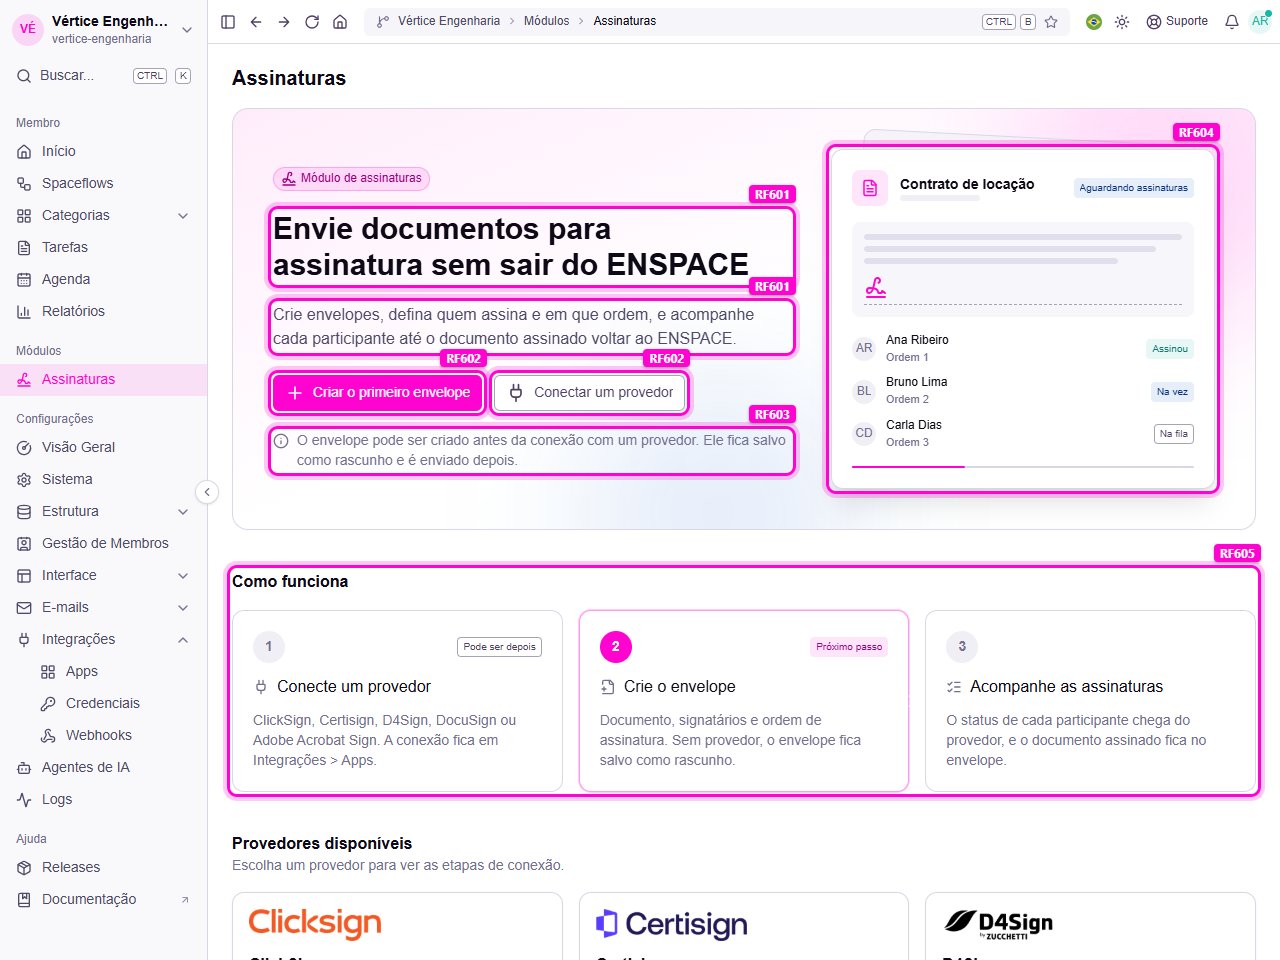 VÉ
Vértice Engenh...
vertice-engenharia
Buscar...
CTRL
K
Membro
Início
Spaceflows
Categorias
Tarefas
Agenda
Relatórios
Módulos
Assinaturas
Configurações
Visão Geral
Sistema
Estrutura
Gestão de Membros
Interface
E-mails
Integrações
Apps
Credenciais
Webhooks
Agentes de IA
Logs
Ajuda
Releases
Documentação
Vértice Engenharia
Módulos
Assinaturas
CTRL
B
Suporte
AR
Assinaturas
Módulo de assinaturas
RF601
Envie documentos para
assinatura sem sair do ENSPACE
RF601
Crie envelopes, defina quem assina e em que ordem, e acompanhe
cada participante até o documento assinado voltar ao ENSPACE.
RF602
RF602
Criar o primeiro envelope
Conectar um provedor
RF603
O envelope pode ser criado antes da conexão com um provedor. Ele fica salvo
como rascunho e é enviado depois.
RF604
Contrato de locação
Aguardando assinaturas
AR
Ana Ribeiro
Ordem 1
Assinou
BL
Bruno Lima
Ordem 2
Na vez
CD
Carla Dias
Ordem 3
Na fila
RF605
Como funciona
1
Pode ser depois
Conecte um provedor
ClickSign, Certisign, D4Sign, DocuSign ou
Adobe Acrobat Sign. A conexão fica em
Integrações > Apps.
2
Próximo passo
Crie o envelope
Documento, signatários e ordem de
assinatura. Sem provedor, o envelope fica
salvo como rascunho.
3
Acompanhe as assinaturas
O status de cada participante chega do
provedor, e o documento assinado fica no
envelope.
Provedores disponíveis
Escolha um provedor para ver as etapas de conexão.
Clicksign
Certisign
D4Sign
by ZUCCHETTI